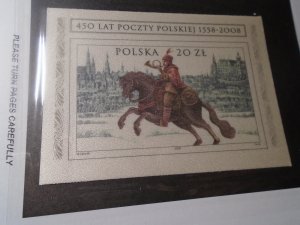 PLEASE TURN PAGES CAREFULLY
450 LAT POCZTY POLSKIEJ 1558-2008
POLSKA 20 ZŁ